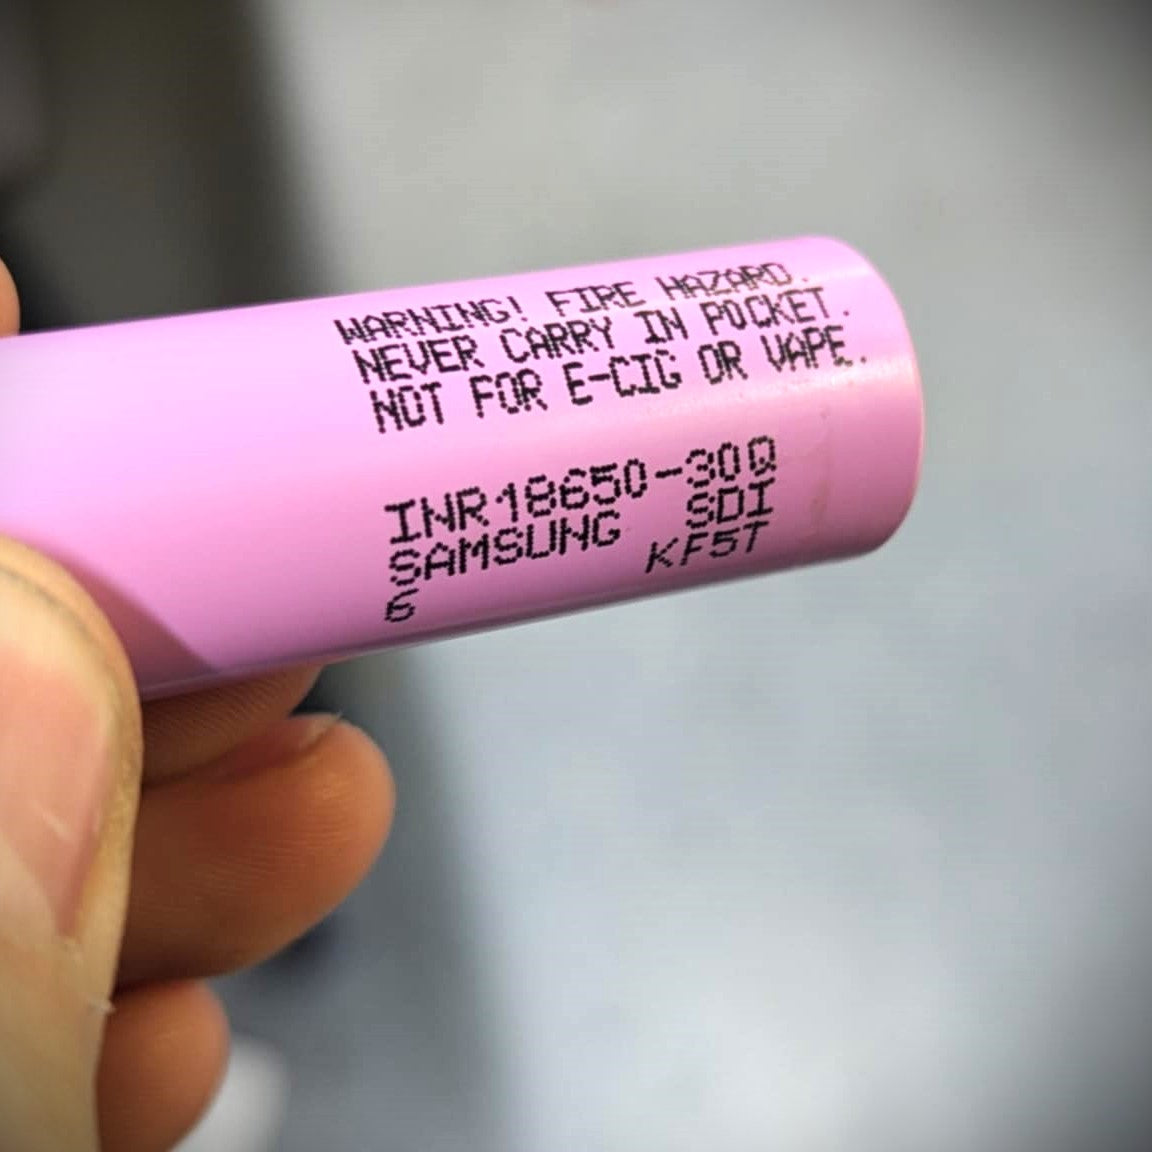 WARNING! FIRE HAZARD.
NEVER CARRY IN POCKET.
NOT FOR E-CIG OR VAPE.
INR18650-30Q
SAMSUNG SDI
6 KF5T